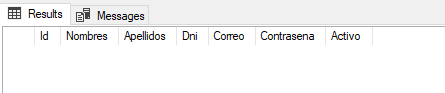 Results Messages
Id Nombres Apellidos Dni Correo Contrasena Activo